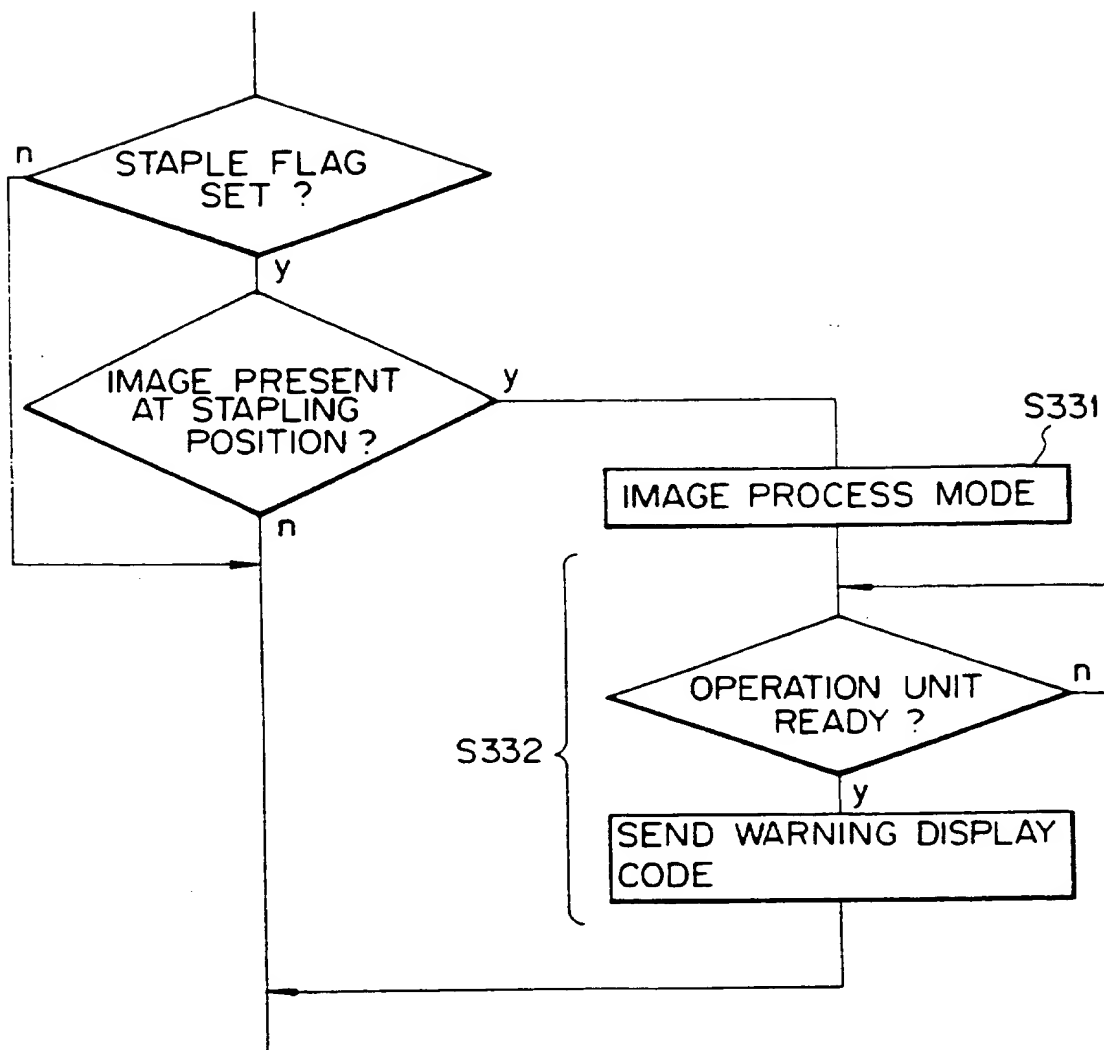 n
STAPLE FLAG
SET ?
y
IMAGE PRESENT
AT STAPLING
POSITION ?
y
n
S331
IMAGE PROCESS MODE
OPERATION UNIT
READY ?
n
S332
y
SEND WARNING DISPLAY
CODE